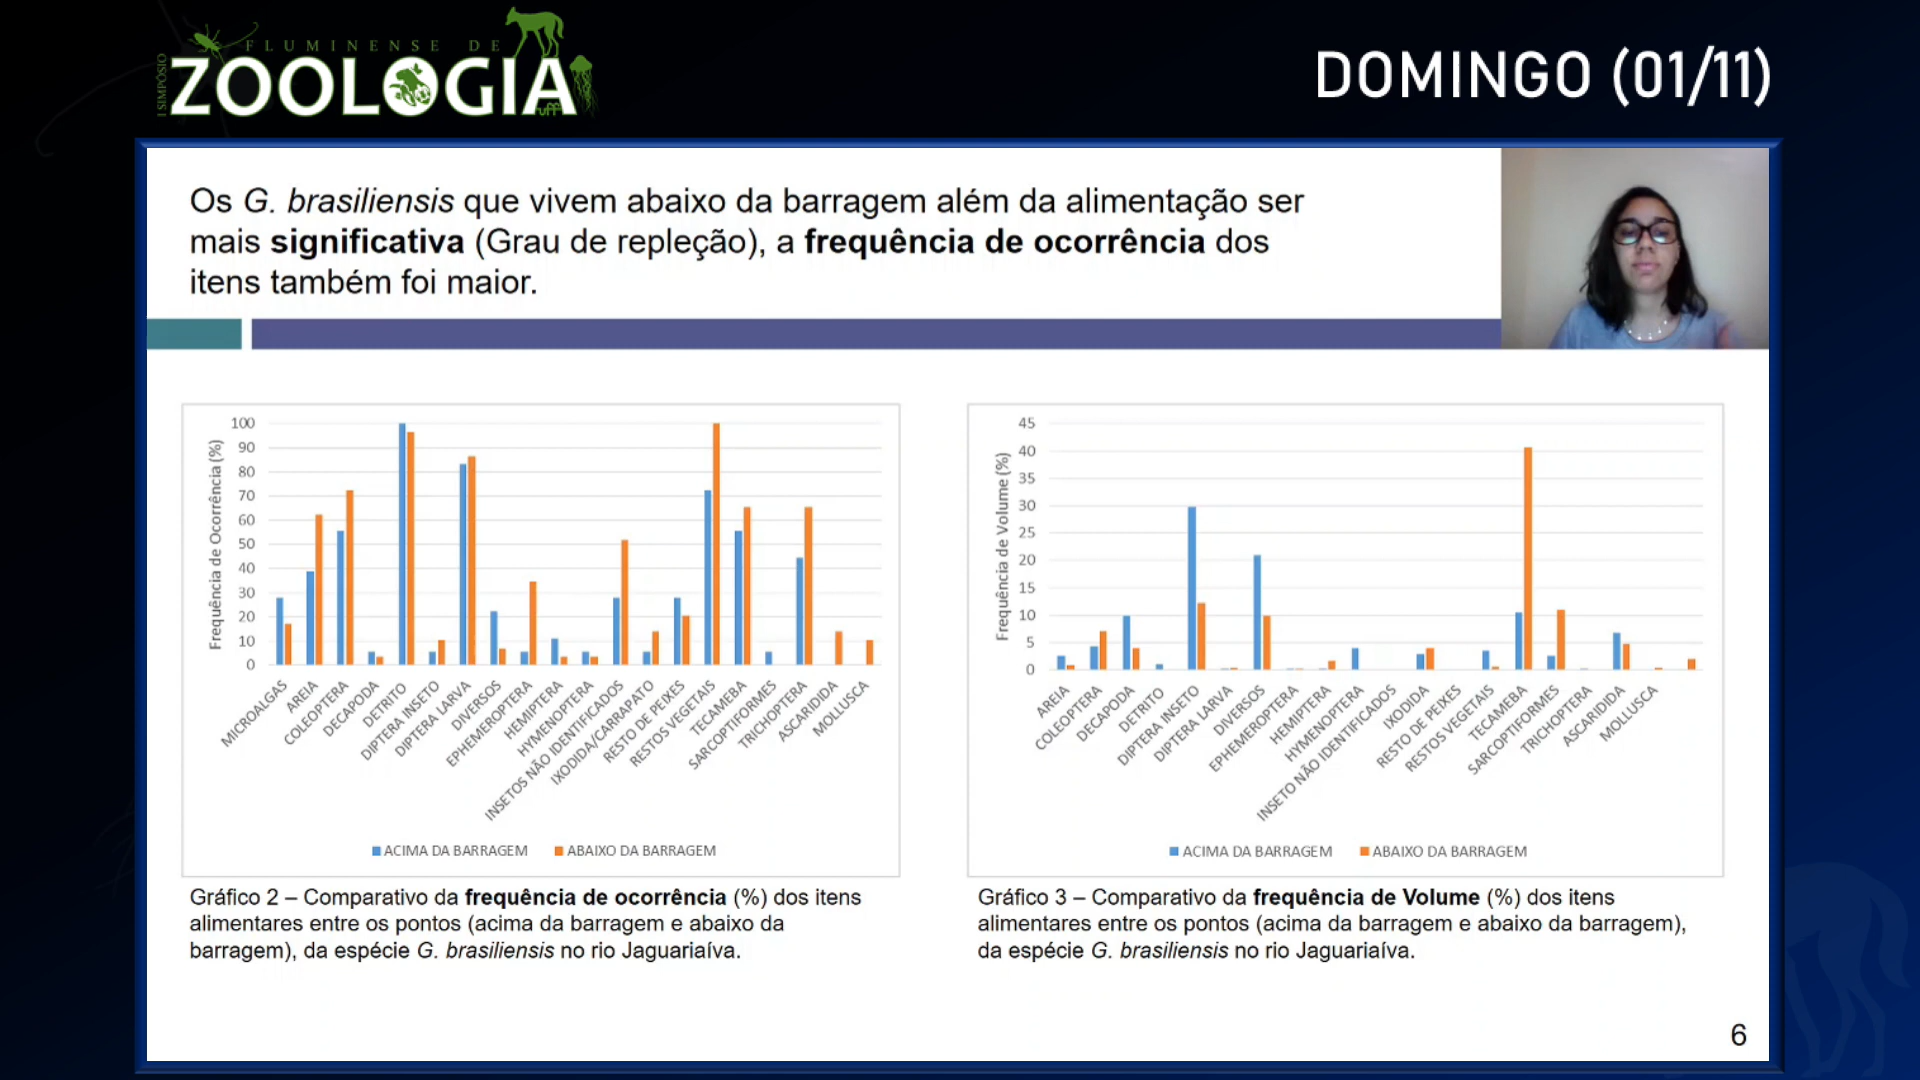 I SIMPÓSIO
FLUMINENSE DE
ZOOLOGIA
uff
DOMINGO (01/11)
Os G. brasiliensis que vivem abaixo da barragem além da alimentação ser
mais significativa (Grau de repleção), a frequência de ocorrência dos
itens também foi maior.
Frequência de Ocorrência (%)
100
90
80
70
60
50
40
30
20
10
0
MICROALGAS
AREIA
COLEOPTERA
DECAPODA
DETRITO
DIPTERA INSETO
DIPTERA LARVA
DIVERSOS
EPHEMEROPTERA
HEMIPTERA
HYMENOPTERA
INSETOS NÃO IDENTIFICADOS
IXODIDA/CARRAPATO
RESTO DE PEIXES
RESTOS VEGETAIS
TECAMEBA
SARCOPTIFORMES
TRICHOPTERA
ASCARIDIDA
MOLLUSCA
ACIMA DA BARRAGEM ABAIXO DA BARRAGEM
Gráfico 2 – Comparativo da frequência de ocorrência (%) dos itens
alimentares entre os pontos (acima da barragem e abaixo da
barragem), da espécie G. brasiliensis no rio Jaguariaíva.
Frequência de Volume (%)
45
40
35
30
25
20
15
10
5
0
AREIA
COLEOPTERA
DECAPODA
DETRITO
DIPTERA INSETO
DIPTERA LARVA
DIVERSOS
EPHEMEROPTERA
HEMIPTERA
HYMENOPTERA
INSETO NÃO IDENTIFICADOS
IXODIDA
RESTO DE PEIXES
RESTOS VEGETAIS
TECAMEBA
SARCOPTIFORMES
TRICHOPTERA
ASCARIDIDA
MOLLUSCA
ACIMA DA BARRAGEM ABAIXO DA BARRAGEM
Gráfico 3 – Comparativo da frequência de Volume (%) dos itens
alimentares entre os pontos (acima da barragem e abaixo da barragem),
da espécie G. brasiliensis no rio Jaguariaíva.
6